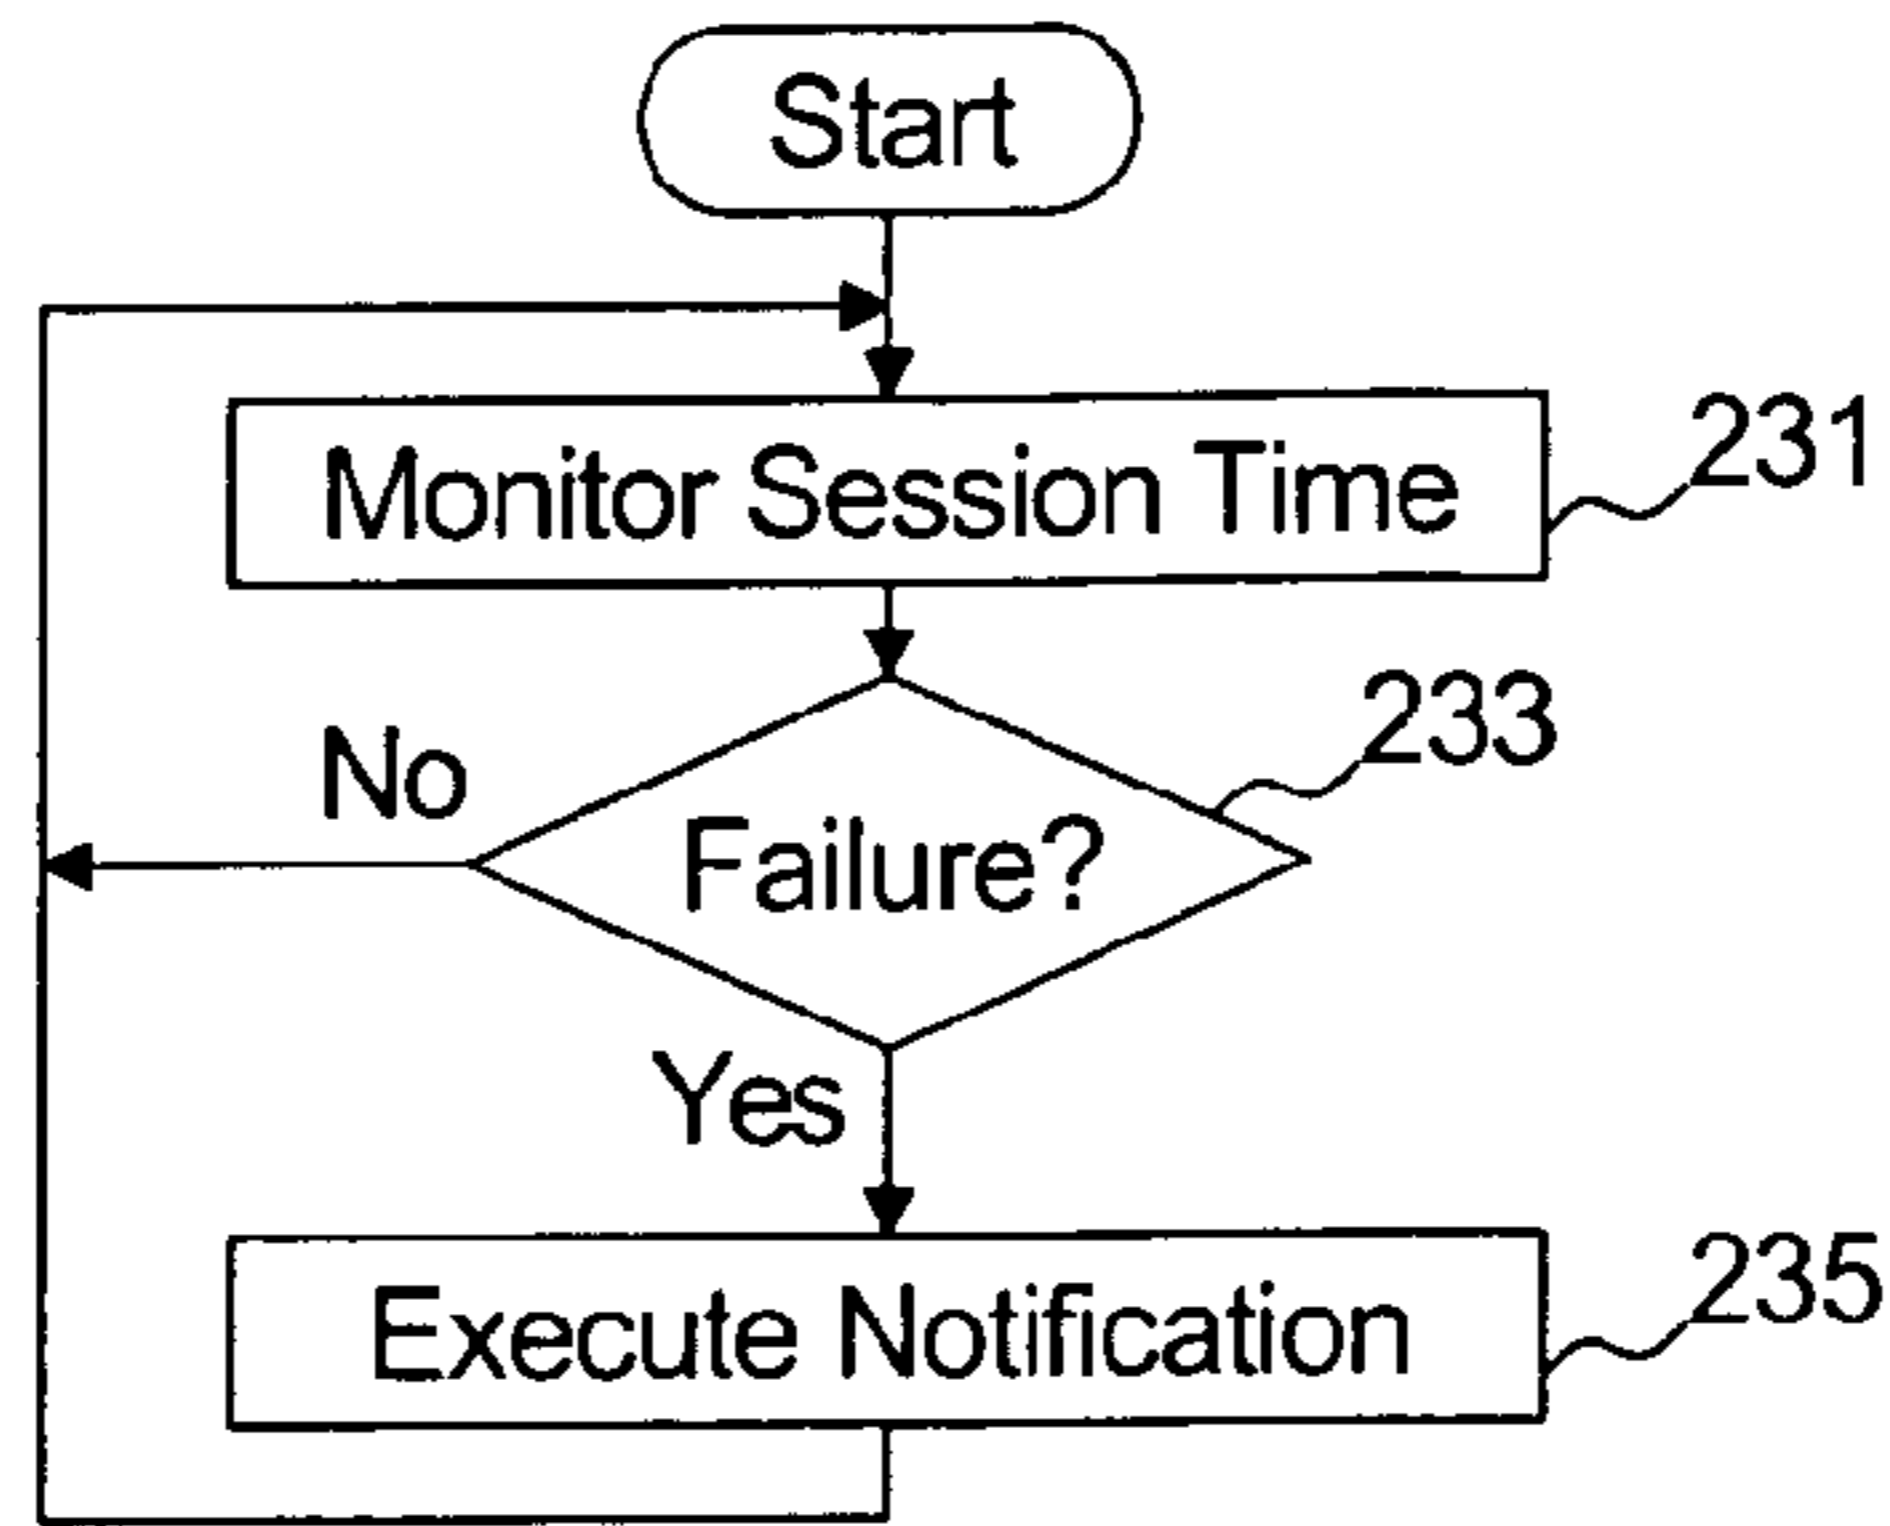 Start
Monitor Session Time
231
233
No
Failure?
Yes
Execute Notification
235